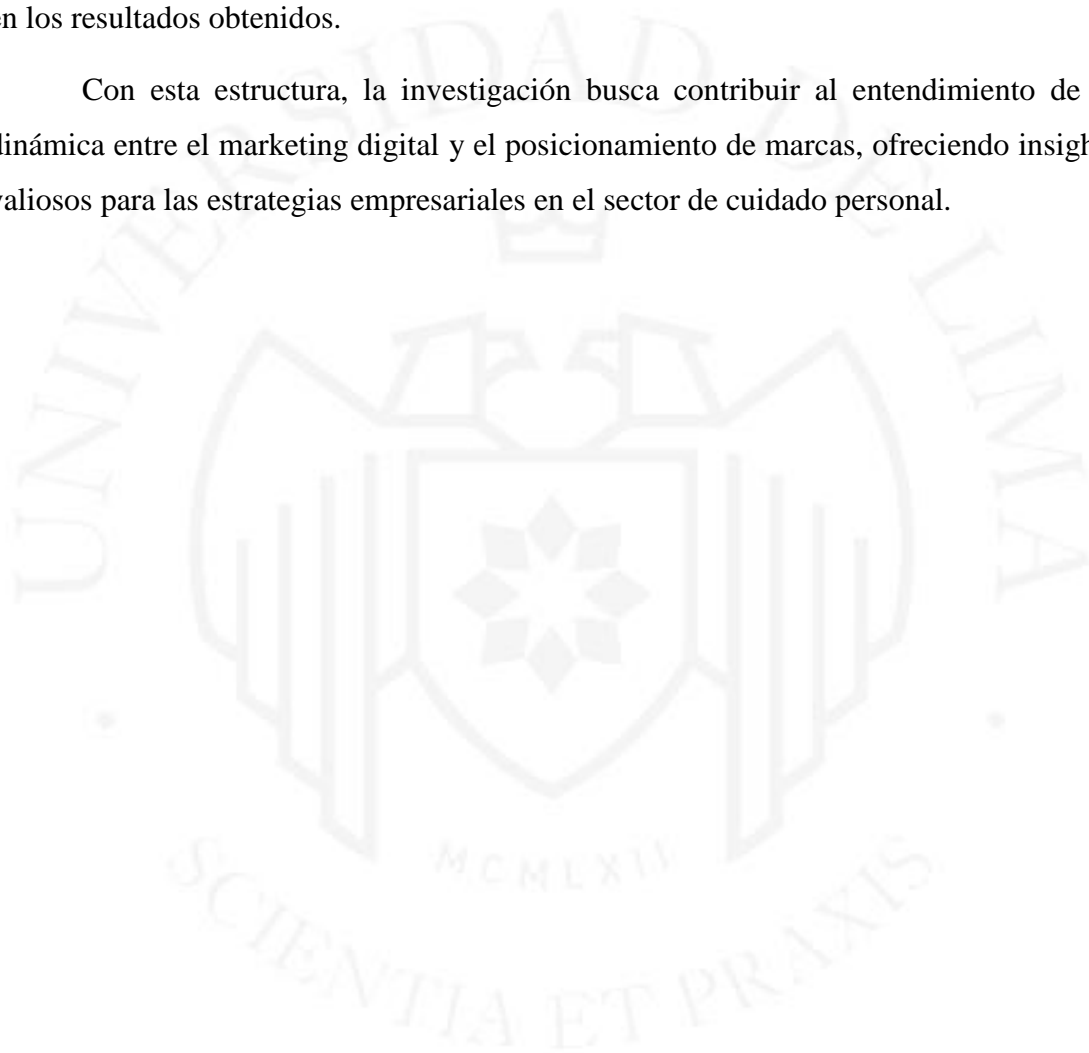 en los resultados obtenidos.
Con esta estructura, la investigación busca contribuir al entendimiento de
dinámica entre el marketing digital y el posicionamiento de marcas, ofreciendo insigh
valiosos para las estrategias empresariales en el sector de cuidado personal.
UNIVERSIDAD DE LIMA
MCMLXII
SCIENTIA ET PRAXIS